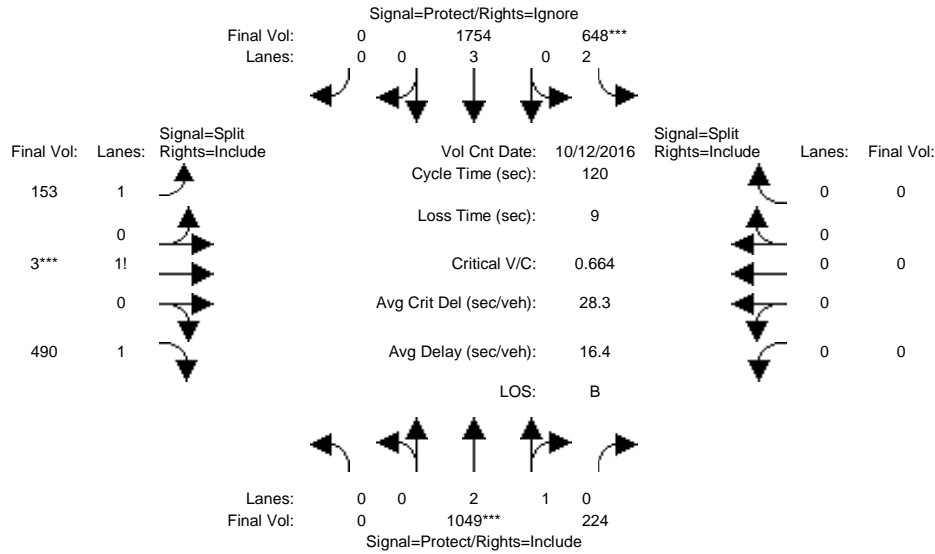 Signal=Protect/Rights=Ignore
Final Vol: 0 1754 648***
Lanes: 0 0 3 0 2
Signal=Split
Final Vol: Lanes: Rights=Include
Vol Cnt Date: 10/12/2016
Signal=Split
Rights=Include Lanes: Final Vol:
Cycle Time (sec): 120
153 1 0 0
Loss Time (sec): 9
0 0
3*** 1! Critical V/C: 0.664 0 0
0 Avg Crit Del (sec/veh): 28.3 0
490 1 Avg Delay (sec/veh): 16.4 0 0
LOS: B
Lanes: 0 0 2 1 0
Final Vol: 0 1049*** 224
Signal=Protect/Rights=Include